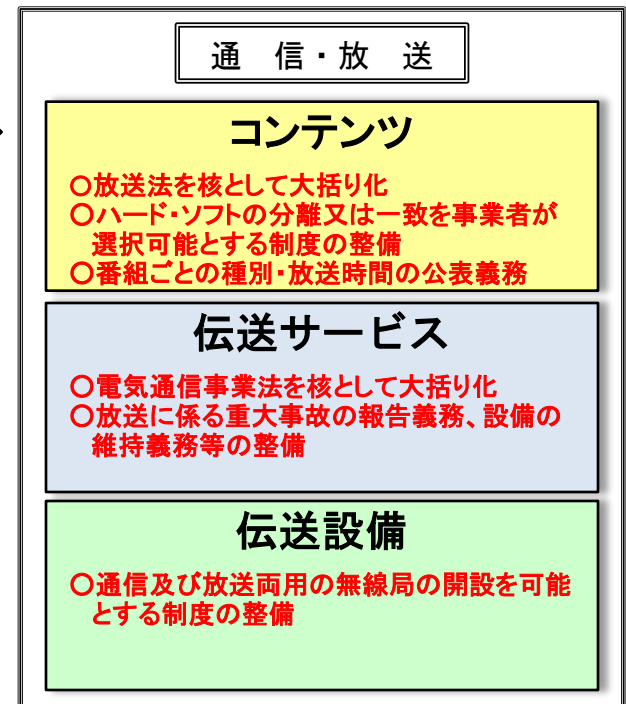 通　信・放　送
コンテンツ
○放送法を核として大括り化
○ハード・ソフトの分離又は一致を事業者が
選択可能とする制度の整備
○番組ごとの種別・放送時間の公表義務
伝送サービス
○電気通信事業法を核として大括り化
○放送に係る重大事故の報告義務、設備の
維持義務等の整備
伝送設備
○通信及び放送両用の無線局の開設を可能
とする制度の整備